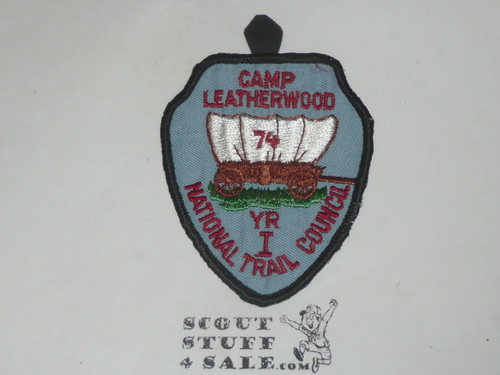 CAMP
LEATHERWOOD
74
YR
I
NATIONAL TRAIL COUNCIL
SCOUT
STUFF
4 SALE.com